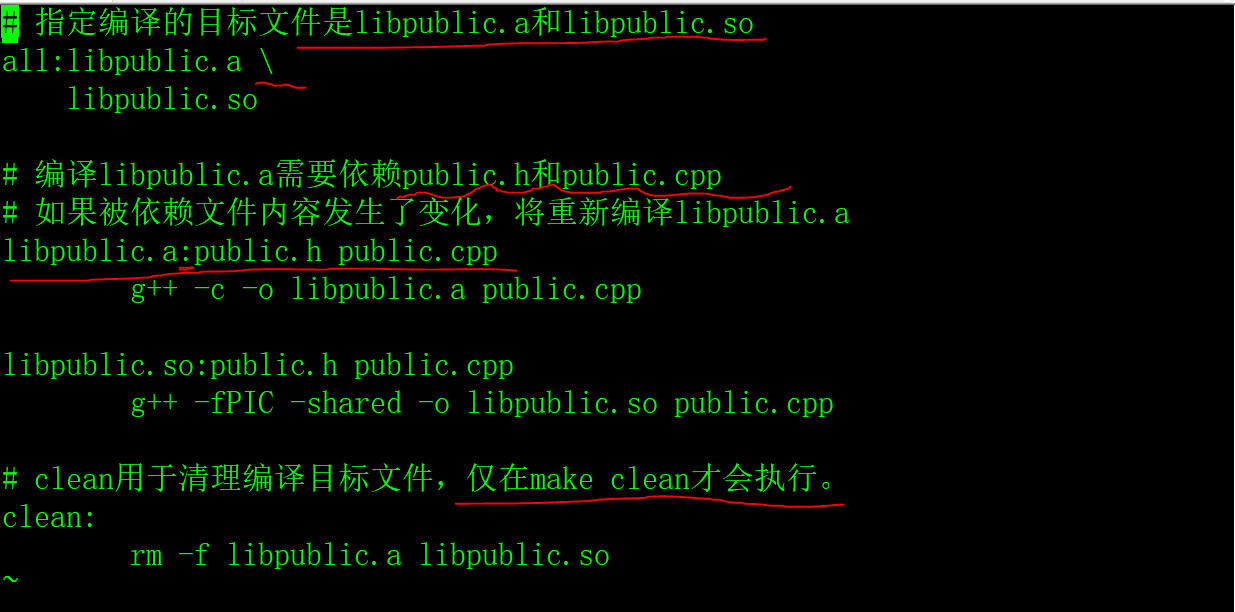 # 指定编译的目标文件是libpublic.a和libpublic.so
all:libpublic.a \
libpublic.so
# 编译libpublic.a需要依赖public.h和public.cpp
# 如果被依赖文件内容发生了变化，将重新编译libpublic.a
libpublic.a:public.h public.cpp
g++ -c -o libpublic.a public.cpp
libpublic.so:public.h public.cpp
g++ -fPIC -shared -o libpublic.so public.cpp
# clean用于清理编译目标文件，仅在make clean才会执行。
clean:
rm -f libpublic.a libpublic.so
~